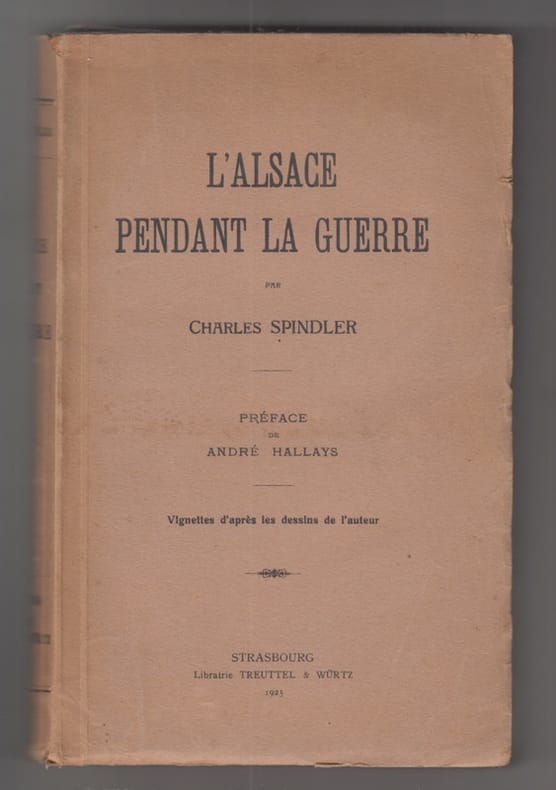 L'ALSACE
PENDANT LA GUERRE
PAR
CHARLES SPINDLER
PRÉFACE
DE
ANDRÉ HALLAYS
Vignettes d'après les dessins de l'auteur
STRASBOURG
Librairie TREUTTEL & WÜRTZ
1925